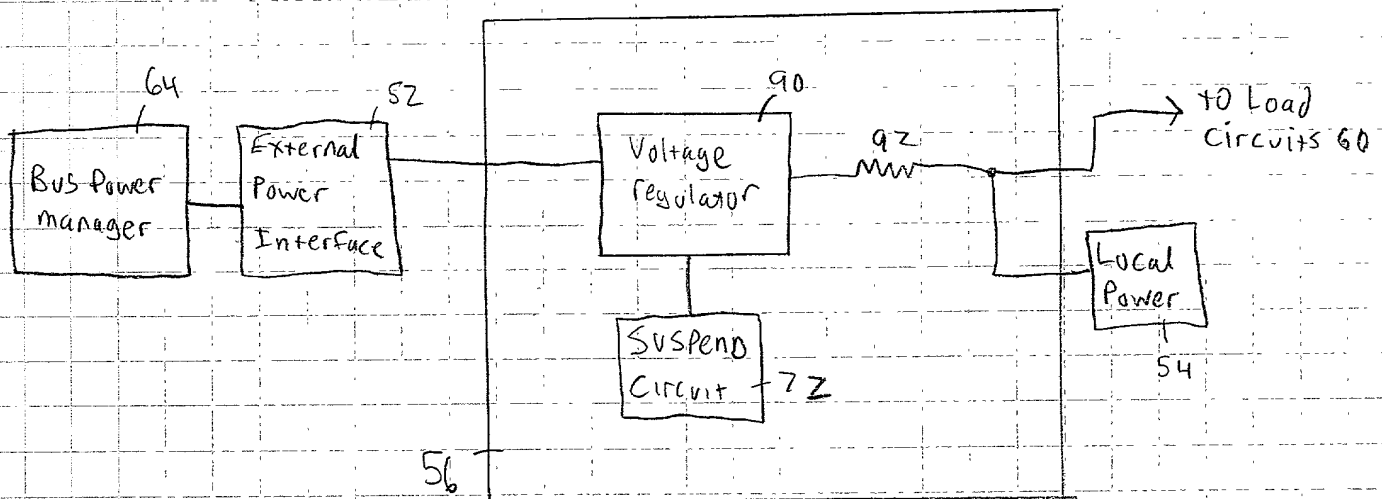 64
52
90
92
Bus Power
manager
External
Power
Interface
Voltage
regulator
to Load
Circuits 60
Local
Power
54
Suspend
Circuit
72
56